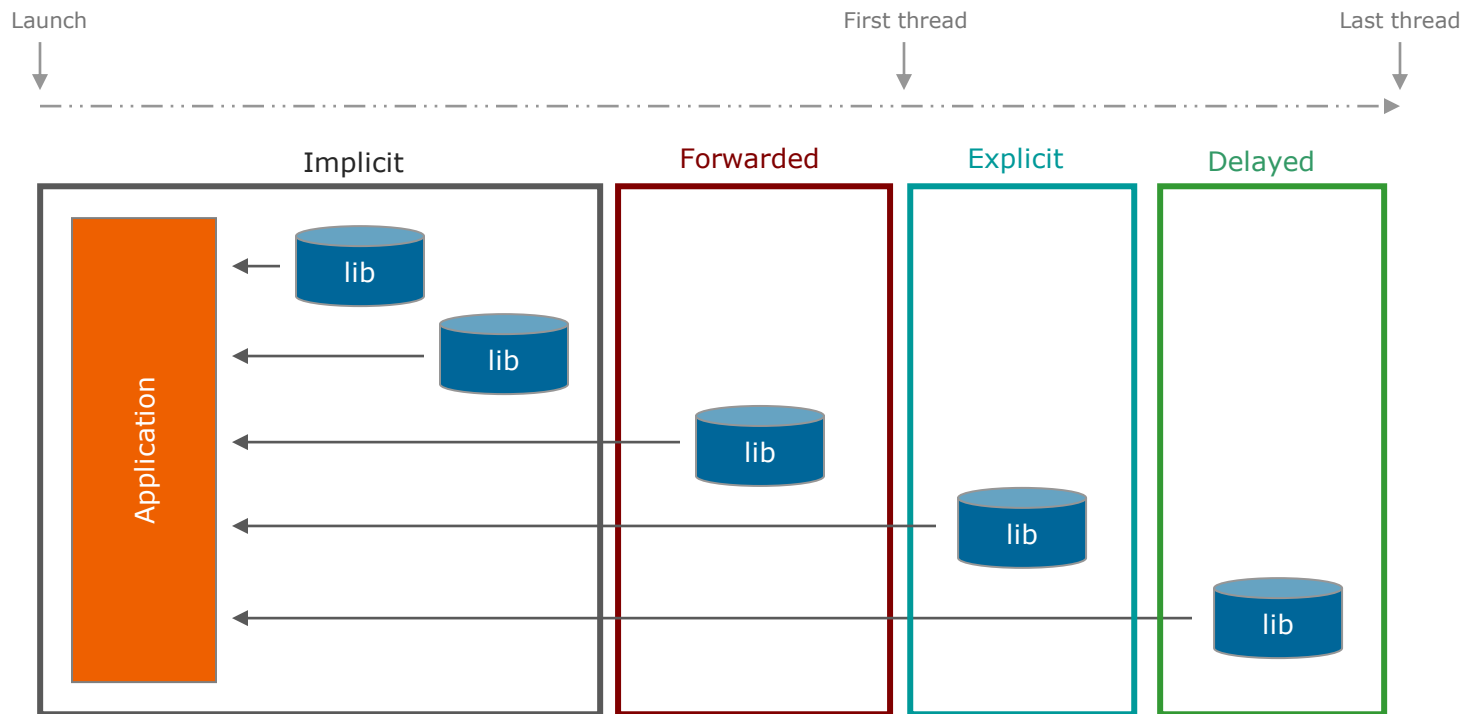 Launch
First thread
Last thread
Implicit
Forwarded
Explicit
Delayed
Application
lib
lib
lib
lib
lib